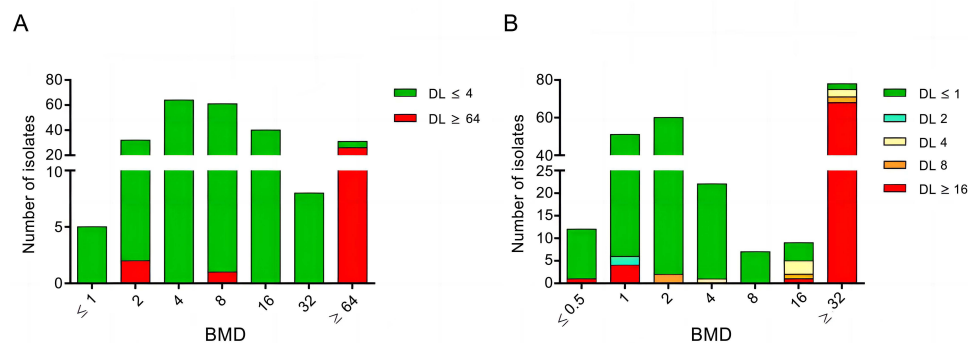 A
Number of isolates
80
60
40
20
10
5
0
≤ 1
2
4
8
16
32
≥ 64
BMD
DL ≤ 4
DL ≥ 64
B
Number of isolates
80
60
40
25
20
15
10
5
0
≤ 0.5
1
2
4
8
16
≥ 32
BMD
DL ≤ 1
DL 2
DL 4
DL 8
DL ≥ 16